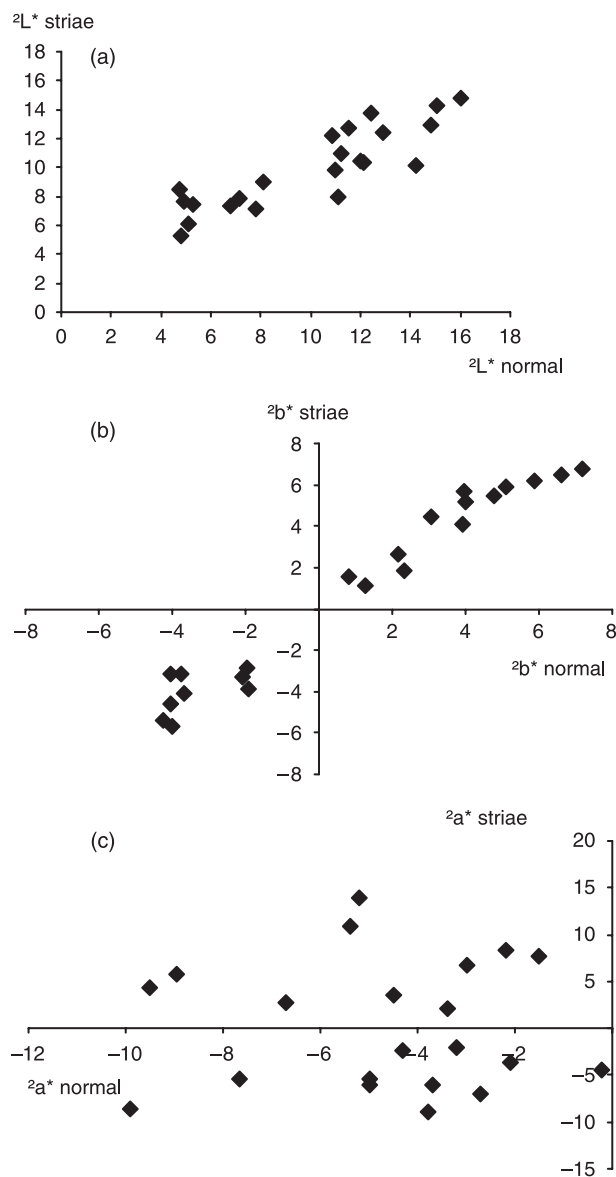 ²L* striae
(a)
18
16
14
12
10
8
6
4
2
0
0 2 4 6 8 10 12 14 16 18
²L* normal
²b* striae
(b)
8
6
4
2
−8 −6 −4 −2 2 4 6 8
−2
²b* normal
−4
−6
−8
²a* striae
(c)
20
15
10
5
−12 −10 −8 −6 −4 −2
²a* normal
−5
−10
−15